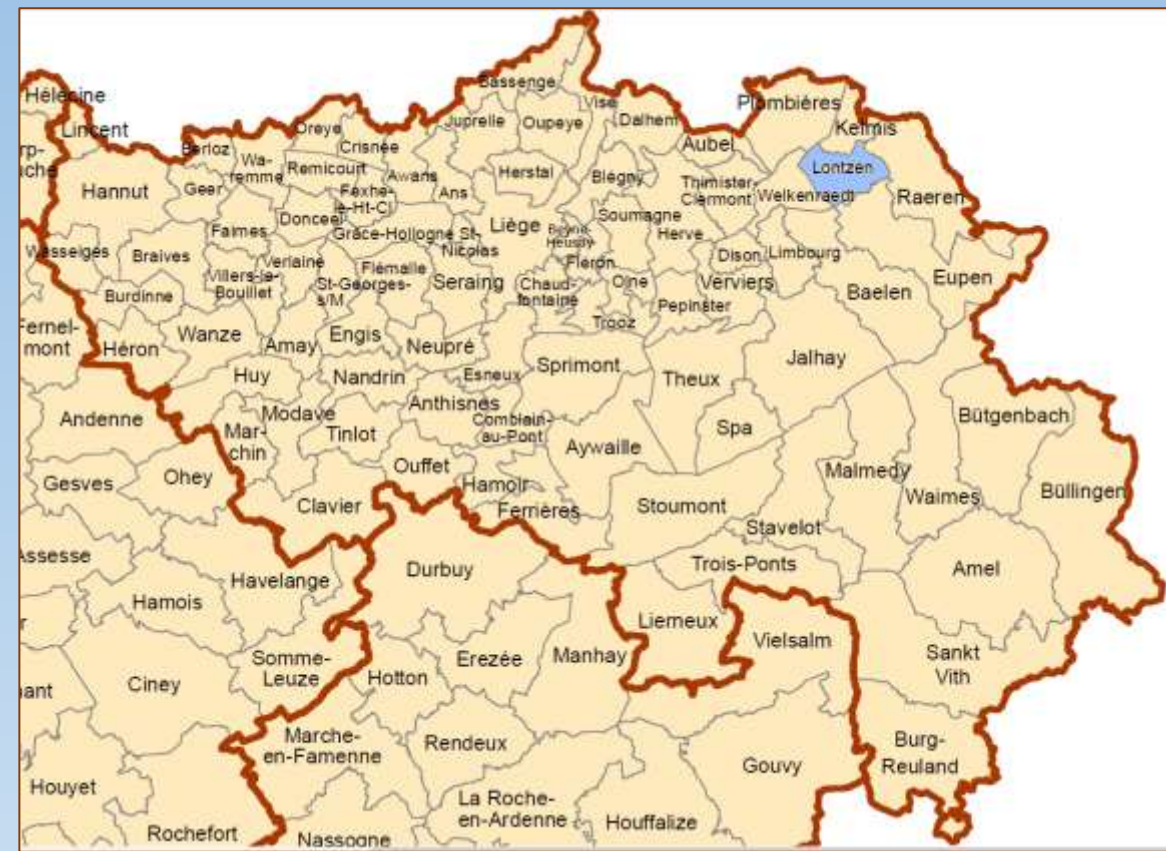 Hélécine
Lincent
Bassenge
Visé
Dalhem
Plombières
Kelmis
Oreye
Crisnée
Juprelle
Oupeye
Aubel
Lontzen
Berloz
Wa-
remme
Remicourt
Awans
Ans
Herstal
Blegny
Thimister-
Clermont
Welkenraedt
Raeren
Hannut
Geer
Fexhe-
le-Ht-Cl
Donceel
Liège
Beyne-
Heusay
Soumagne
Herve
Wasseiges
Braives
Faimes
Grâce-Hollogne
St-
Nicolas
Fléron
Dison
Limbourg
Eupen
Verlaine
Villers-le-
Bouillet
St-Georges-
s/M
Flémalle
Seraing
Chaud-
fontaine
Olne
Verviers
Baelen
Burdinne
Pepinster
Trooz
Fernel-
mont
Héron
Wanze
Amay
Engis
Neupré
Sprimont
Jalhay
Huy
Nandrin
Esneux
Theux
Andenne
Modave
Anthisnes
Comblain-
au-Pont
Spa
Bütgenbach
Mar-
chin
Tinlot
Aywaille
Gesves
Ohey
Ouffet
Hamoir
Malmedy
Waimes
Büllingen
Clavier
Ferrières
Stoumont
Stavelot
Assesse
Havelange
Durbuy
Trois-Ponts
Amel
Hamois
Lierneux
Vielsalm
Somme-
Leuze
Erezée
Manhay
Sankt
Vith
Ciney
Hotton
Marche-
en-Famenne
Rendeux
Burg-
Reuland
Houyet
Gouvy
La Roche-
en-Ardenne
Houffalize
Rochefort
Nassogne